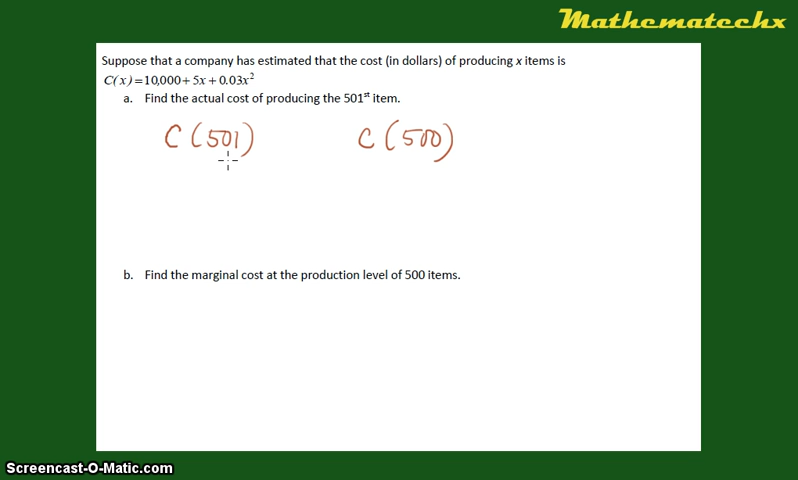 Mathematechx
Suppose that a company has estimated that the cost (in dollars) of producing x items is
C(x)=10,000+5x+0.03x²
a. Find the actual cost of producing the 501ˢᵗ item.
C (501) C (500)
b. Find the marginal cost at the production level of 500 items.
Screencast-O-Matic.com